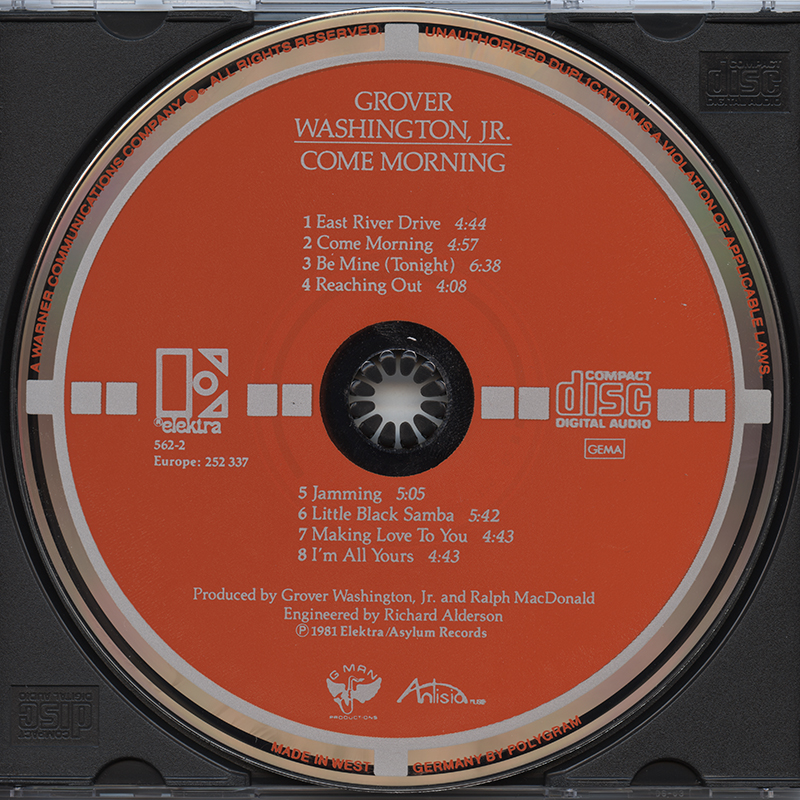 A WARNER COMMUNICATIONS COMPANY ALL RIGHTS RESERVED
UNAUTHORIZED DUPLICATION IS A VIOLATION OF APPLICABLE LAWS
COMPACT
disc
DIGITAL AUDIO
GROVER
WASHINGTON, JR.
COME MORNING
1 East River Drive 4:44
2 Come Morning 4:57
3 Be Mine (Tonight) 6:38
4 Reaching Out 4:08
elektra
562-2
Europe: 252 337
COMPACT
disc
DIGITAL AUDIO
GEMA
5 Jamming 5:05
6 Little Black Samba 5:42
7 Making Love To You 4:43
8 I'm All Yours 4:43
Produced by Grover Washington, Jr. and Ralph MacDonald
Engineered by Richard Alderson
℗ 1981 Elektra/Asylum Records
G MAN
PRODUCTIONS
Antisia
COMPACT
disc
DIGITAL AUDIO
MADE IN WEST GERMANY BY POLYGRAM